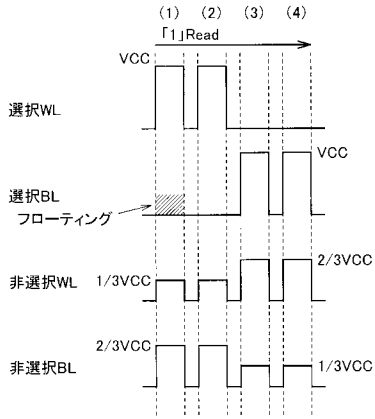 (1) (2) (3) (4)
「1」Read
VCC
選択WL
VCC
選択BL
フローティング
非選択WL 1/3VCC 2/3VCC
2/3VCC
非選択BL 1/3VCC